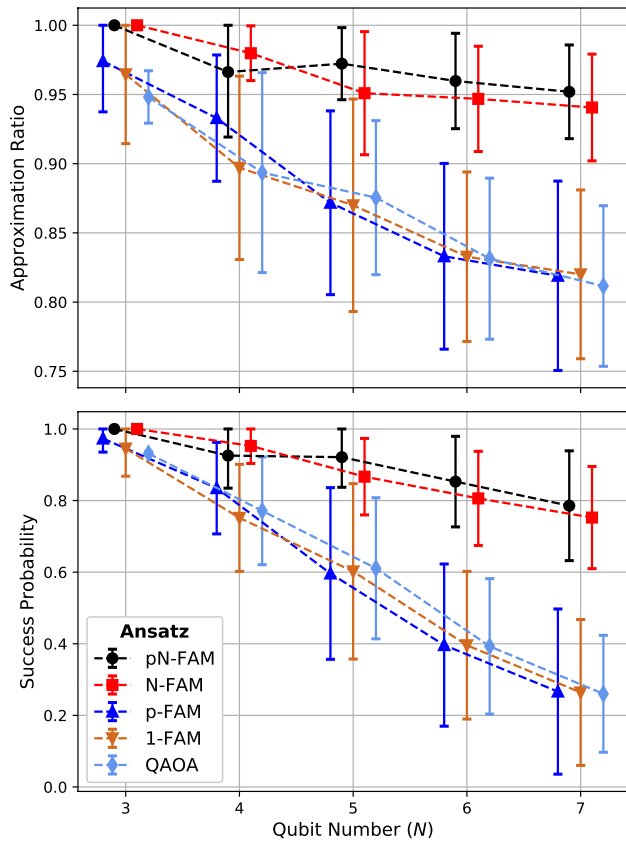 1.00
0.95
0.90
0.85
0.80
0.75
Approximation Ratio
1.0
0.8
0.6
0.4
0.2
0.0
Success Probability
Ansatz
pN-FAM
N-FAM
p-FAM
1-FAM
QAOA
3 4 5 6 7
Qubit Number (N)